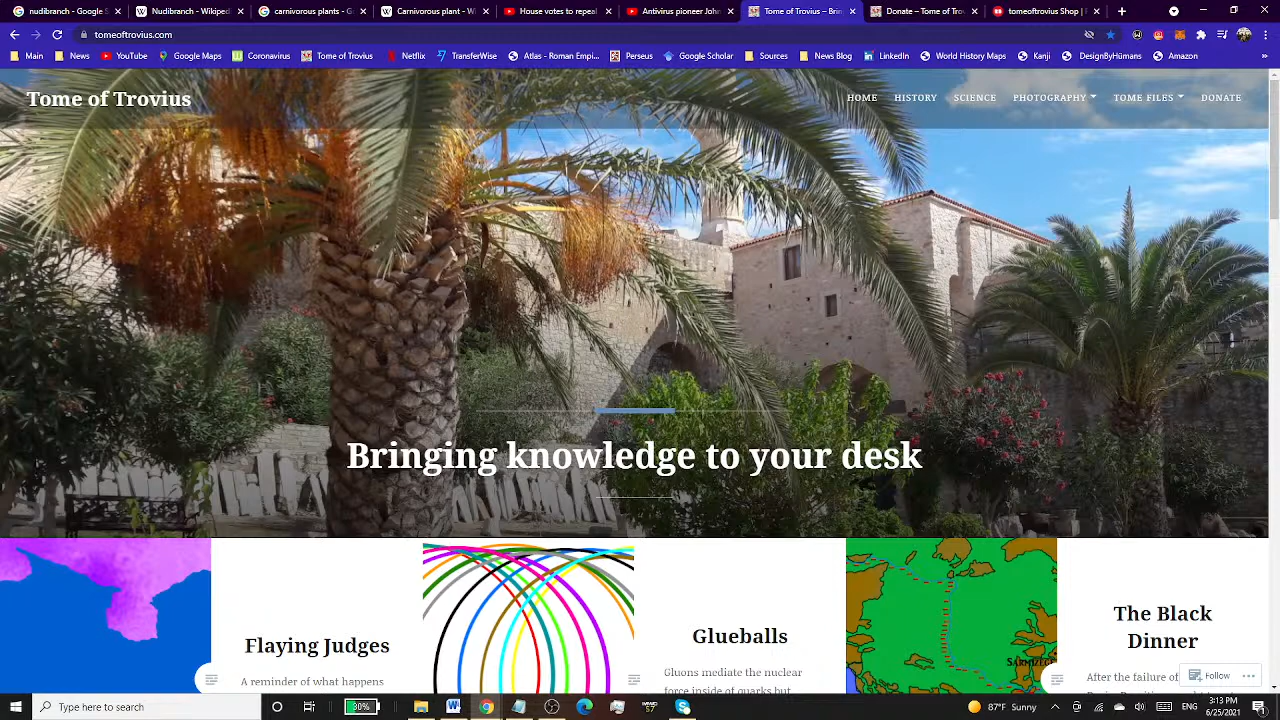 nudibranch - G
Nudibranch - Wikiped
carnivorous plants - G
Carnivorous plant - W
House votes to repeal
Antivirus pioneer John
Tome of Trovius – Brin
Donate – Tome of Trov
tomeoftrovius Shop |
tomeoftrovius.com
Main
News
YouTube
Google Maps
Coronavirus
Tome of Trovius
Netflix
TransferWise
Atlas - Roman Empi...
Perseus
Google Scholar
Sources
News Blog
LinkedIn
World History Maps
Kanji
DesignByHümans
Amazon
Tome of Trovius
HOME
HISTORY
SCIENCE
PHOTOGRAPHY
TOME FILES
DONATE
Bringing knowledge to your desk
Flaying Judges
A reminder of what happens
Glueballs
Gluons mediate the nuclear
force inside of quarks but
The Black
Dinner
After the failure of
Follow
Type here to search
80%
87°F Sunny
ENG
3:15 PM
6/25/2021